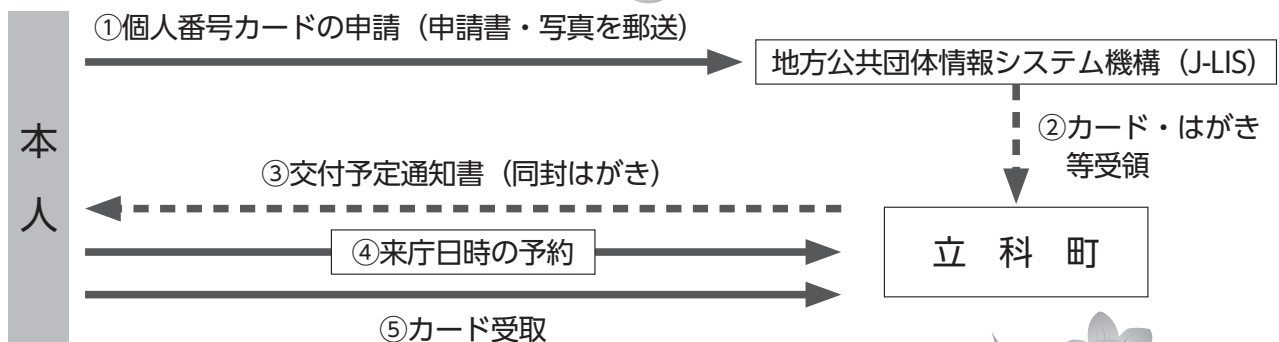 ①個人番号カードの申請（申請書・写真を郵送）
地方公共団体情報システム機構（J-LIS）
本人
②カード・はがき
等受領
③交付予定通知書（同封はがき）
④来庁日時の予約
立科町
⑤カード受取